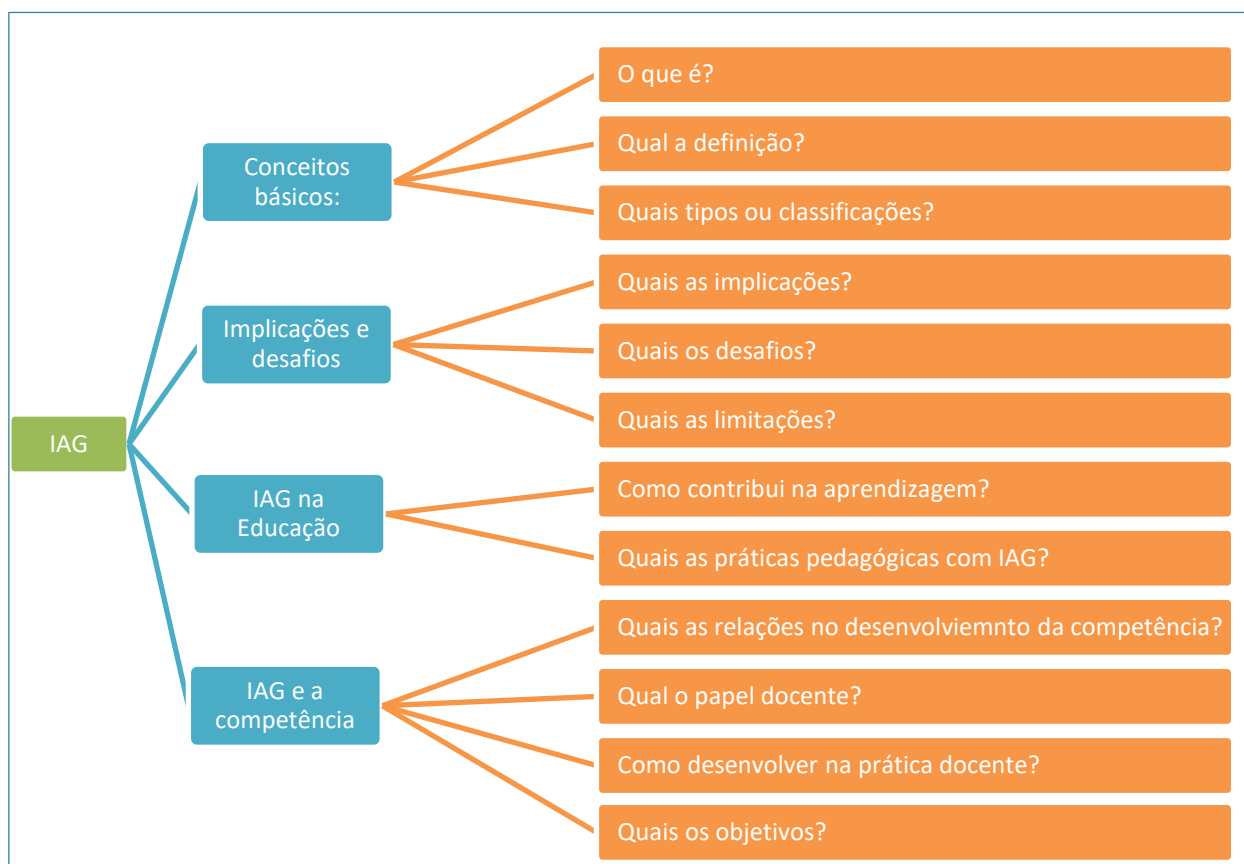 IAG
Conceitos
básicos:
O que é?
Qual a definição?
Quais tipos ou classificações?
Implicações e
desafios
Quais as implicações?
Quais os desafios?
Quais as limitações?
IAG na
Educação
Como contribui na aprendizagem?
Quais as práticas pedagógicas com IAG?
IAG e a
competência
Quais as relações no desenvolviemnto da competência?
Qual o papel docente?
Como desenvolver na prática docente?
Quais os objetivos?